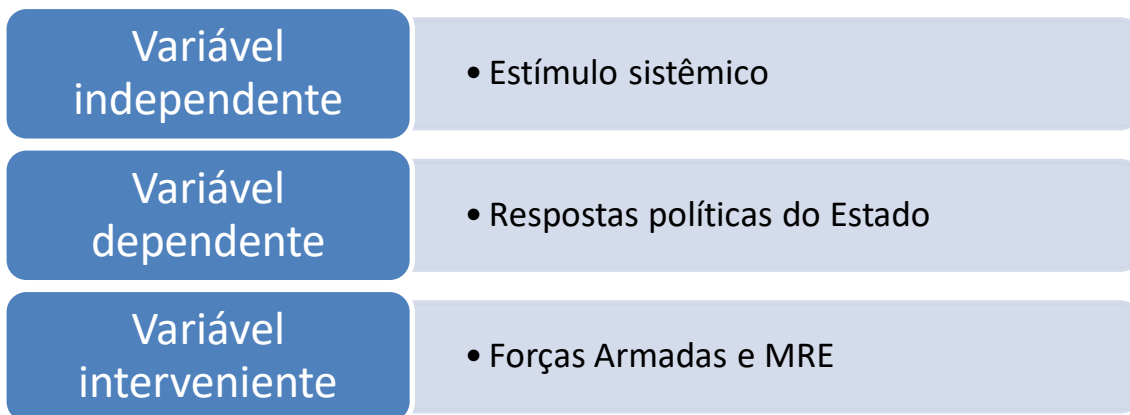 Variável
independente
• Estímulo sistêmico
Variável
dependente
• Respostas políticas do Estado
Variável
interveniente
• Forças Armadas e MRE